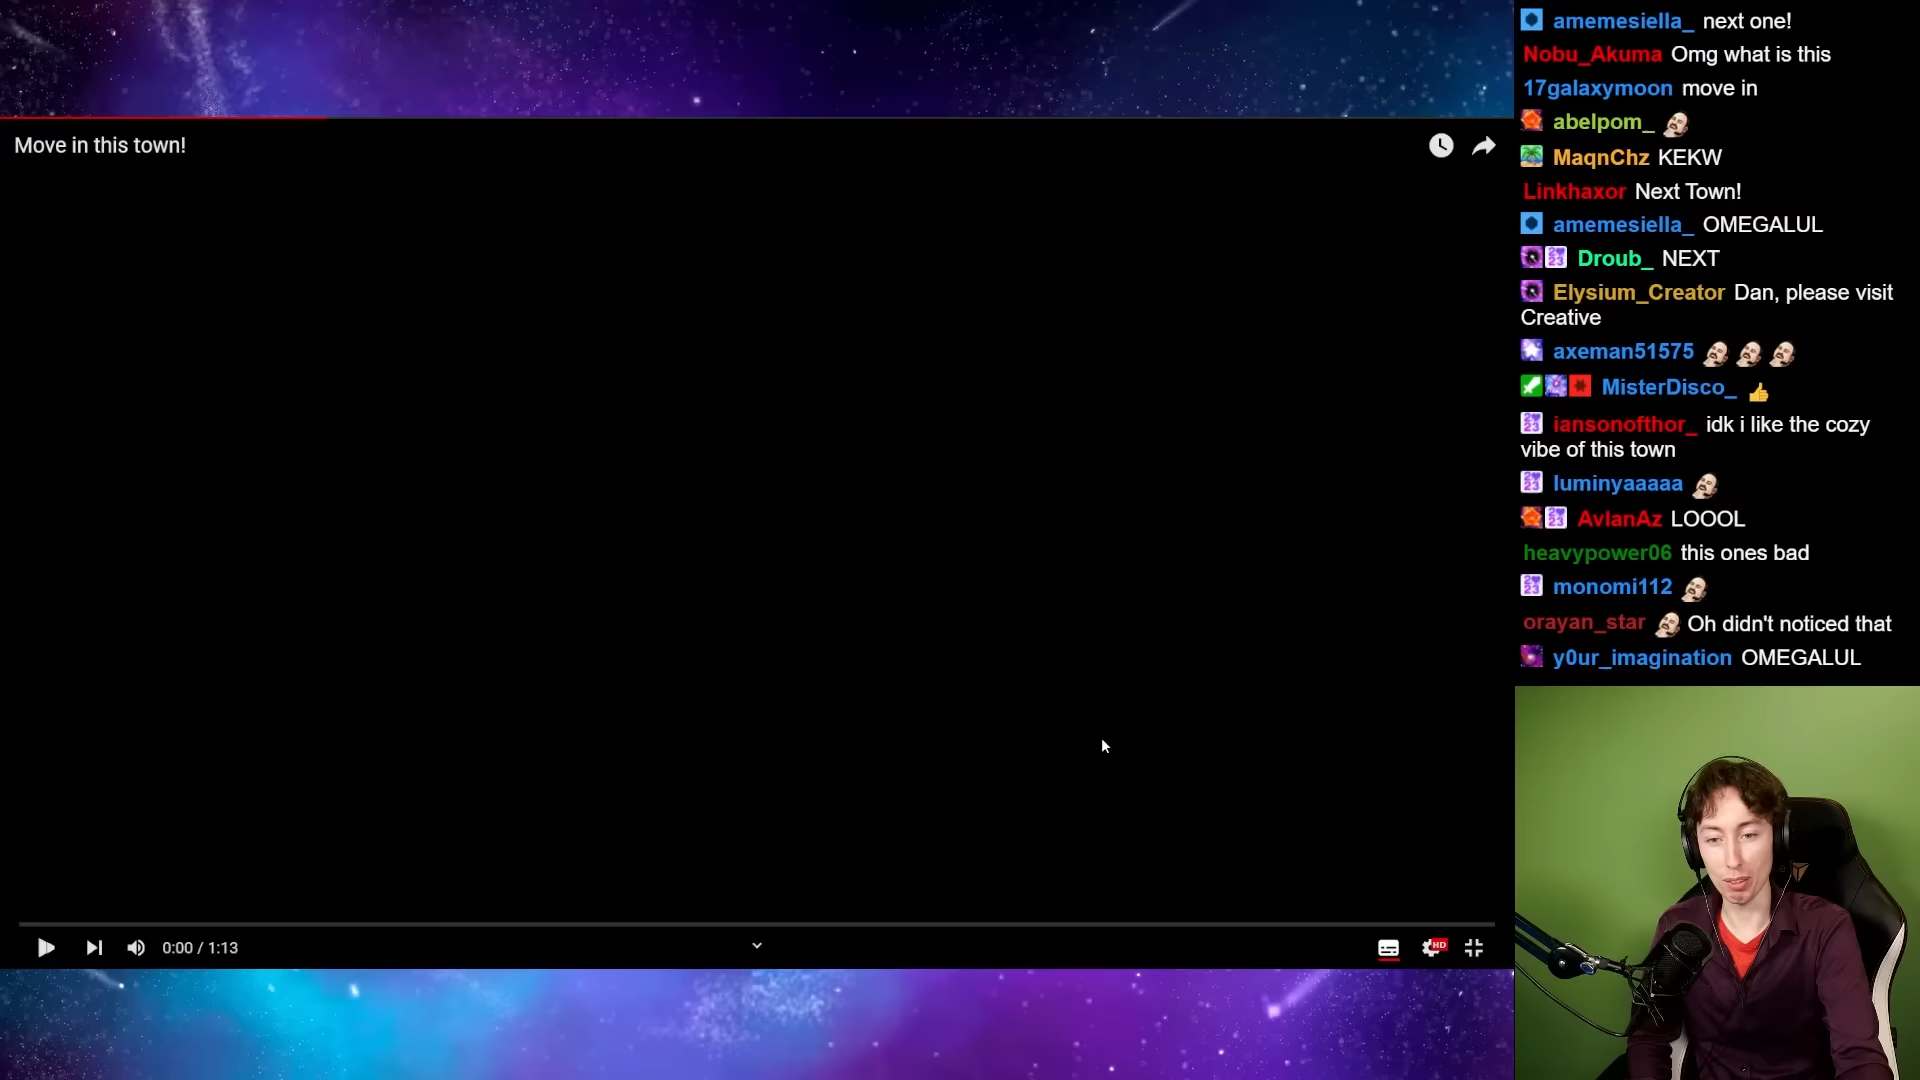 Move in this town!
0:00 / 1:13
HD
amemesiella_ next one!
Nobu_Akuma Omg what is this
17galaxymoon move in
abelpom_
MaqnChz KEKW
Linkhaxor Next Town!
amemesiella_ OMEGALUL
Droub_ NEXT
Elysium_Creator Dan, please visit
Creative
axeman51575
MisterDisco_
iansonofthor_ idk i like the cozy
vibe of this town
luminyaaaaa
AvlanAz LOOOL
heavypower06 this ones bad
monomi112
orayan_star Oh didn't noticed that
y0ur_imagination OMEGALUL